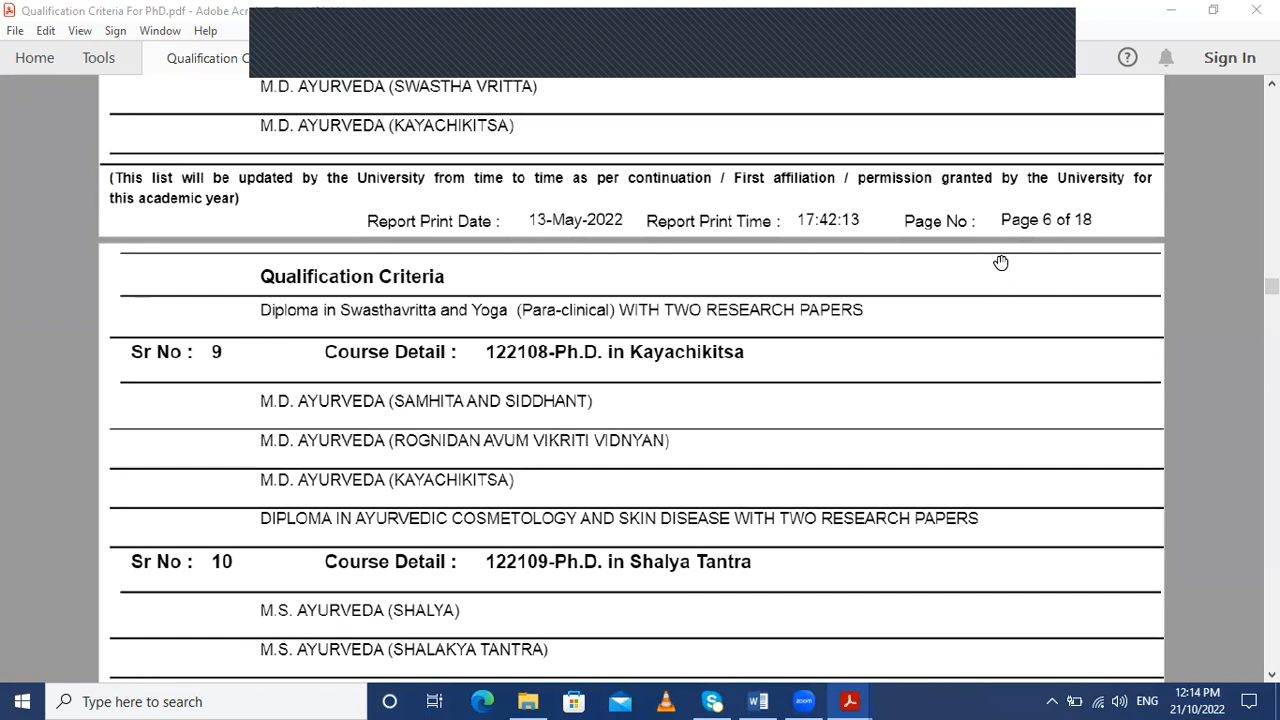 Qualification Criteria For PhD.pdf - Adobe Acr
File Edit View Sign Window Help
Home Tools Qualification C Sign In
M.D. AYURVEDA (SWASTHA VRITTA)
M.D. AYURVEDA (KAYACHIKITSA)
(This list will be updated by the University from time to time as per continuation / First affiliation / permission granted by the University for
this academic year)
Report Print Date : 13-May-2022 Report Print Time : 17:42:13 Page No : Page 6 of 18
Qualification Criteria
Diploma in Swasthavritta and Yoga (Para-clinical) WITH TWO RESEARCH PAPERS
Sr No : 9 Course Detail : 122108-Ph.D. in Kayachikitsa
M.D. AYURVEDA (SAMHITA AND SIDDHANT)
M.D. AYURVEDA (ROGNIDAN AVUM VIKRITI VIDNYAN)
M.D. AYURVEDA (KAYACHIKITSA)
DIPLOMA IN AYURVEDIC COSMETOLOGY AND SKIN DISEASE WITH TWO RESEARCH PAPERS
Sr No : 10 Course Detail : 122109-Ph.D. in Shalya Tantra
M.S. AYURVEDA (SHALYA)
M.S. AYURVEDA (SHALAKYA TANTRA)
Type here to search zoom ENG 12:14 PM
21/10/2022